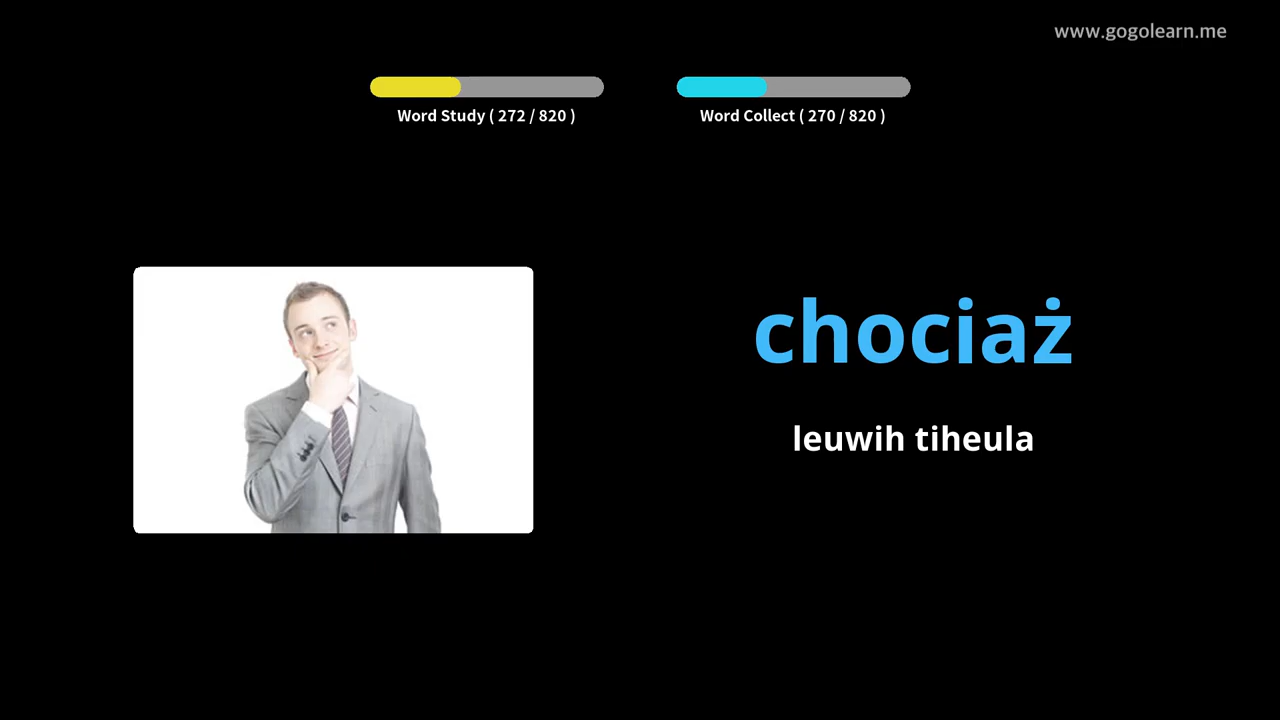 www.gogolearn.me
Word Study ( 272 / 820 )
Word Collect ( 270 / 820 )
chociaż
leuwih tiheula